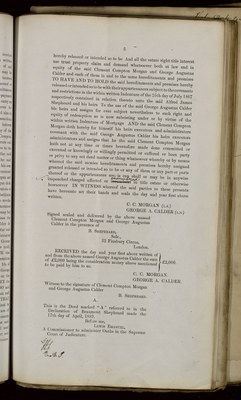 3
hereby released or intended so to be And all the estate right title interest
use trust property claim and demand whatsoever both at law and in
equity of the said Clement Compton Morgan and George Augustus
Calder and each of them in and to the same hereditaments and premises
TO HAVE AND TO HOLD the said hereditaments and premises hereby
released or intended so to be with their appurtenances subject to the covenants
and restrictions in the within written Indenture of the 25th day of July 1867
respectively contained in relation thereto unto the said Alfred James
Shepheard and his heirs To the use of the said George Augustus Calder
his heirs and assigns for ever subject nevertheless to such right and
equity of redemption as is now subsisting under or by virtue of the
within written Indenture of Mortgage AND the said Clement Compton
Morgan doth hereby for himself his heirs executors and administrators
covenant with the said George Augustus Calder his heirs executors
administrators and assigns that he the said Clement Compton Morgan
hath not at any time or times heretofore made done committed or
executed or knowingly or willingly permitted or suffered or been party
or privy to any act deed matter or thing whatsoever whereby or by means
whereof the said messuage hereditaments and premises hereby
granted released or intended so to be or any of them or any part or parts
thereof or the appurtenances are is may shall or may be in anywise
impeached charged affected or in title estate or otherwise
howsoever IN WITNESS whereof the said parties to these presents
have hereunto set their hands and seals the day and year first above
written.
C. C. MORGAN (L.S.)
GEORGE A. CALDER (L.S.)
Signed sealed and delivered by the above named
Clement Compton Morgan and George Augustus
Calder in the presence of
B. SHEPHEARD,
Solr.,
32 Finsbury Circus,
London.
RECEIVED the day and year first above written of
and from the above named George Augustus Calder the sum
of £3,000 being the consideration money above mentioned
to be paid by him to us.
£3,000
C. C. MORGAN.
GEORGE A. CALDER.
Witness to the signature of Clement Compton Morgan
and George Augustus Calder
B. SHEPHEARD.
A.
This is the Deed marked "A" referred to in the
Declaration of Beaumont Shepheard made the
17th day of April, 1889.
Before me,
A Commissioner to administer Oaths in the Supreme
Court of Judicature.